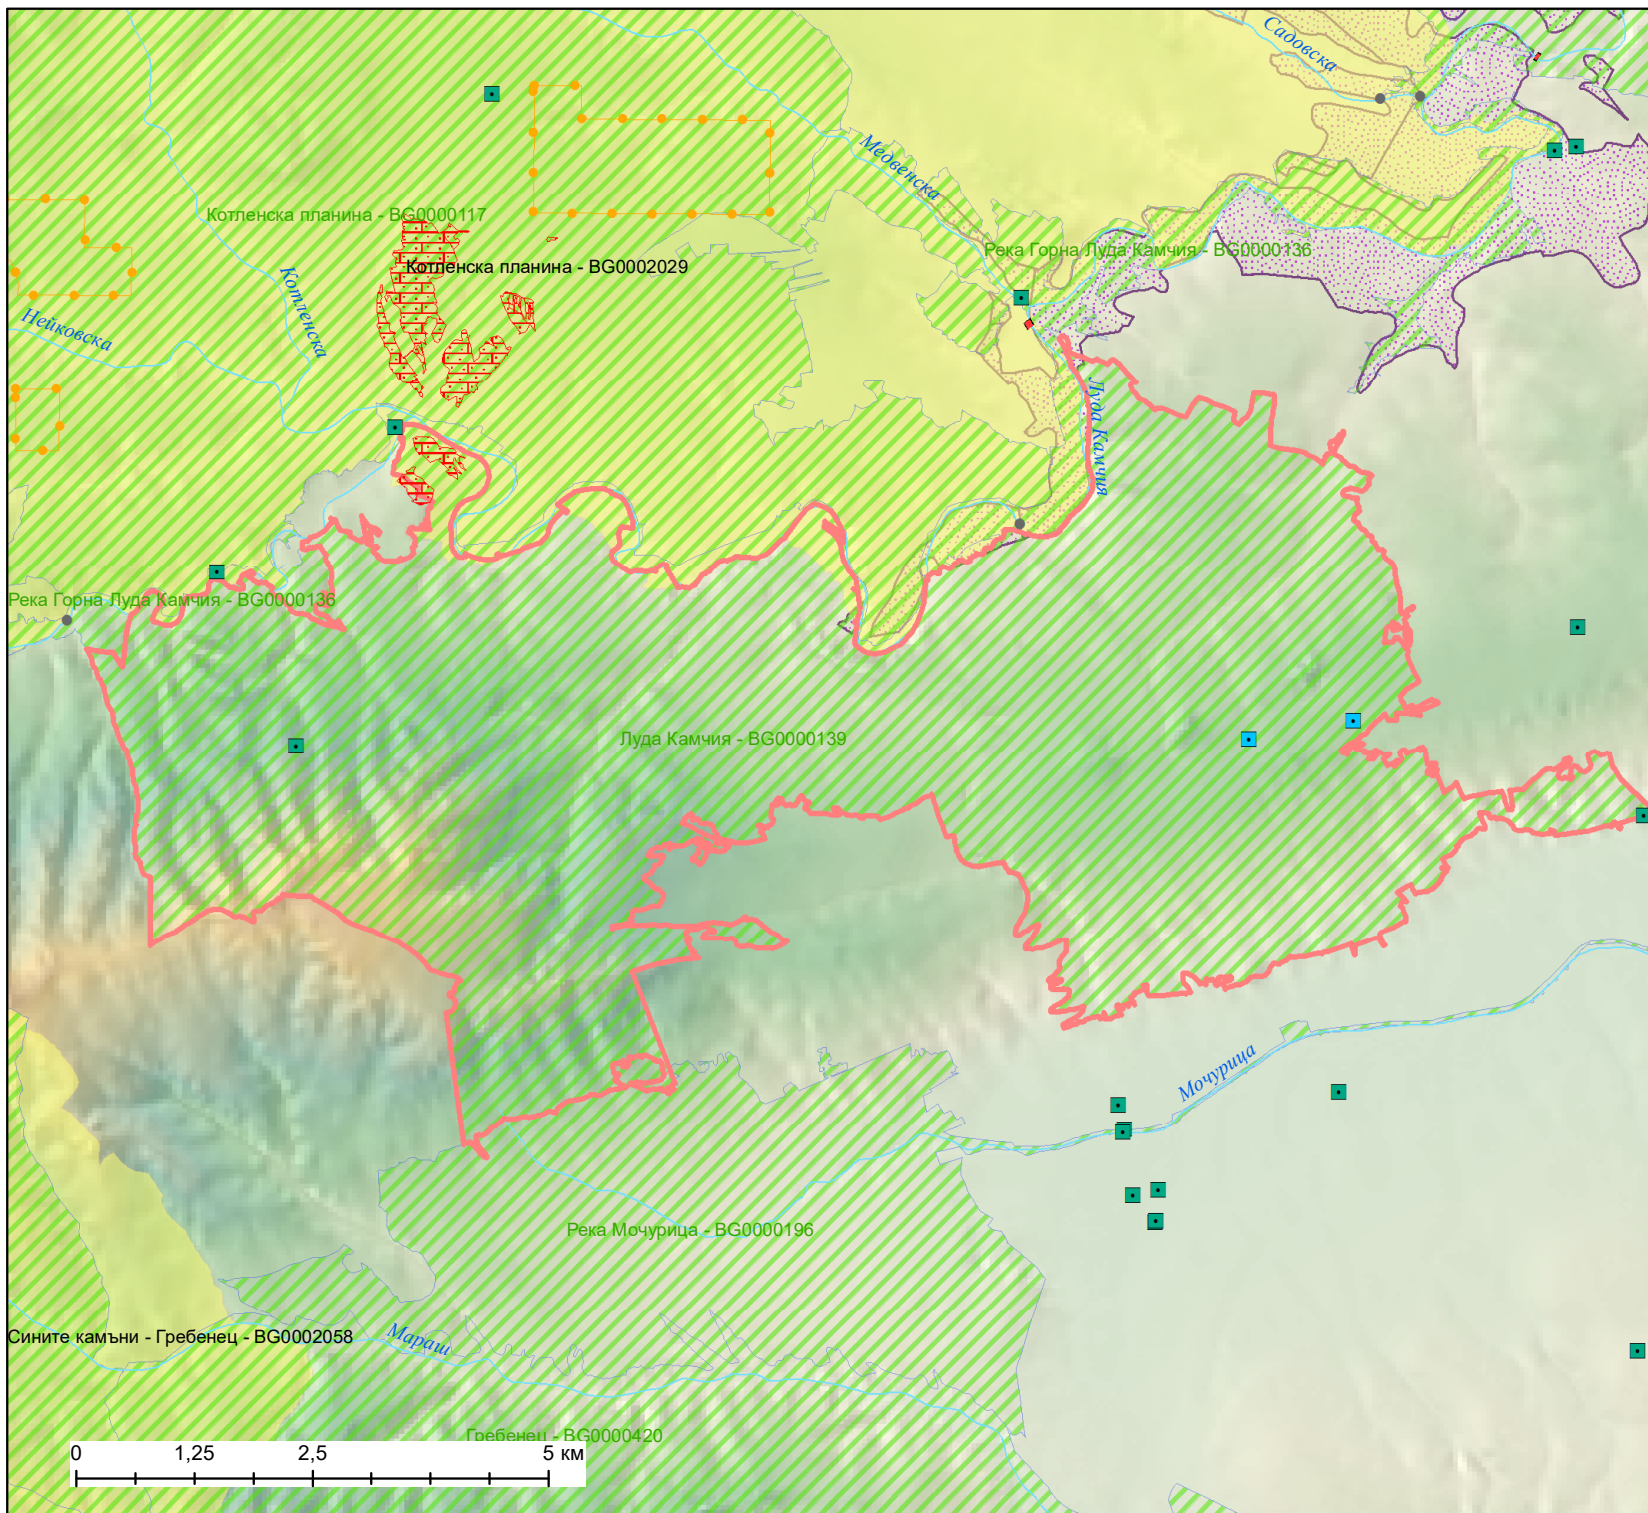 Садовска
Медвенска
Котленска планина - BG0000117
Река Горна Луда Камчия - BG0000136
Котленска планина - BG0002029
Котленска
Нейковска
Луда Камчия
Река Горна Луда Камчия - BG0000136
Луда Камчия - BG0000139
Мочурица
Река Мочурица - BG0000196
Сините камъни - Гребенец - BG0002058
Мараш
Гребенец - BG0000420
0 1,25 2,5 5 км